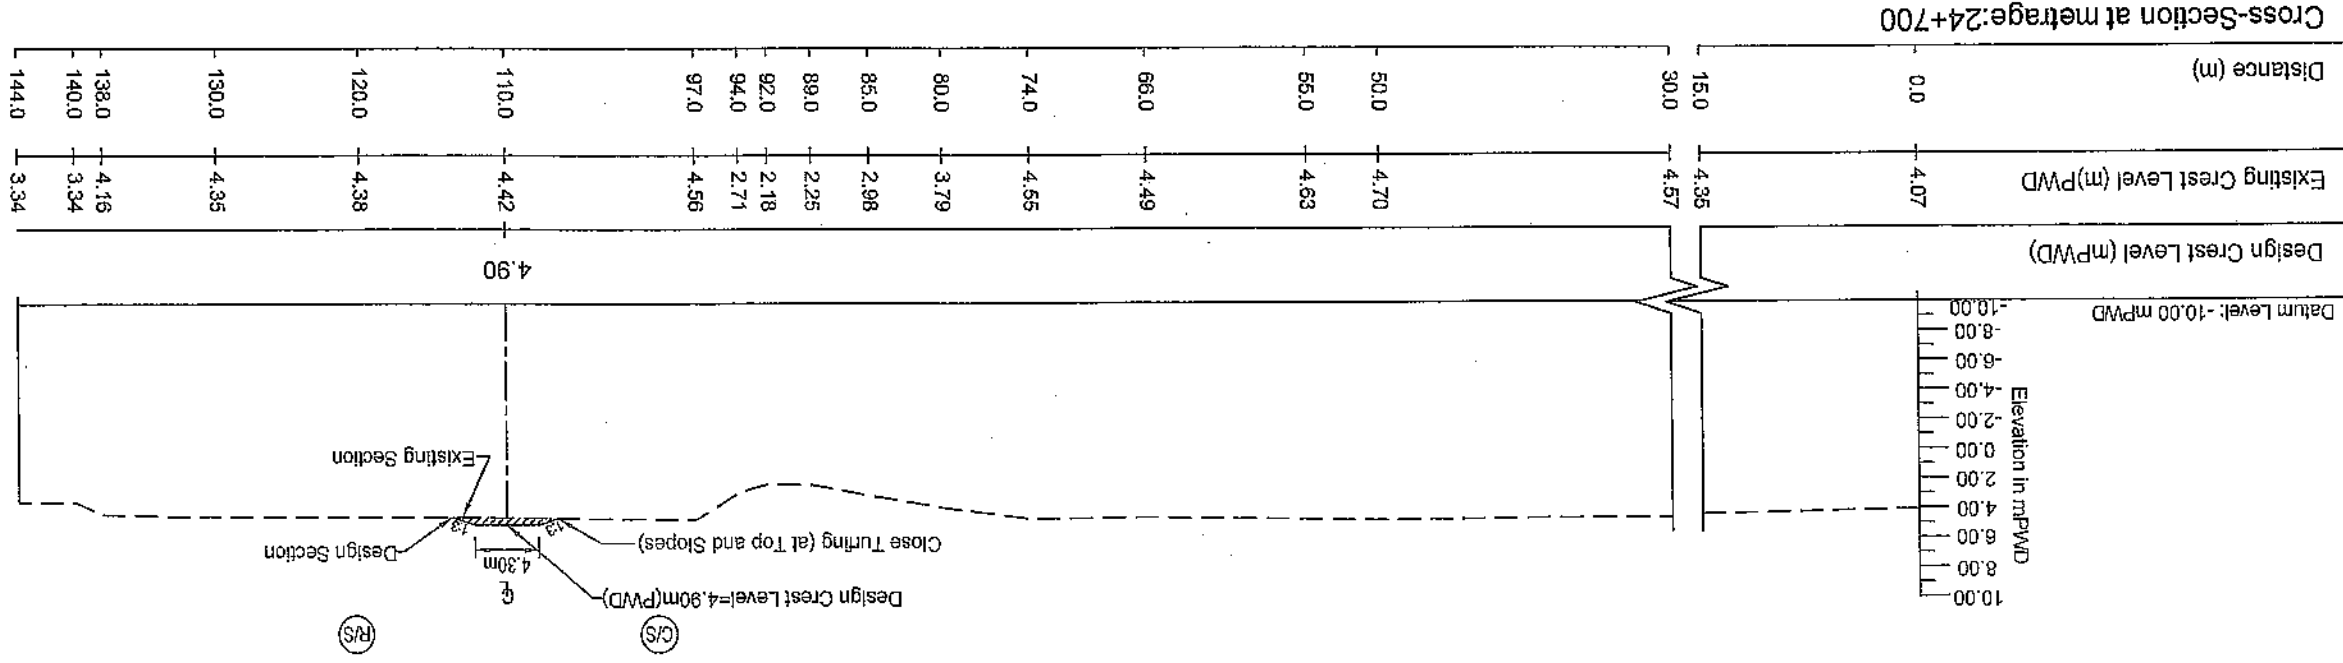 C/S
R/S
Design Crest Level=4.90m(PWD)
℄
4.30m
Close Turfing (at Top and Slopes)
Design Section
1:3
1:3
Existing Section
Elevation in mPWD
10.00
8.00
6.00
4.00
2.00
0.00
-2.00
-4.00
-6.00
-8.00
-10.00
Datum Level: -10.00 mPWD
Design Crest Level (mPWD)
4.90
Existing Crest Level (m)PWD)
4.07 4.35 4.57 4.70 4.63 4.49 4.55 3.79 2.98 2.25 2.18 2.71 4.56 4.42 4.38 4.35 4.16 3.34 3.34
Distance (m)
0.0 15.0 30.0 50.0 55.0 66.0 74.0 80.0 85.0 89.0 92.0 94.0 97.0 110.0 120.0 130.0 138.0 140.0 144.0
Cross-Section at metrage:24+700